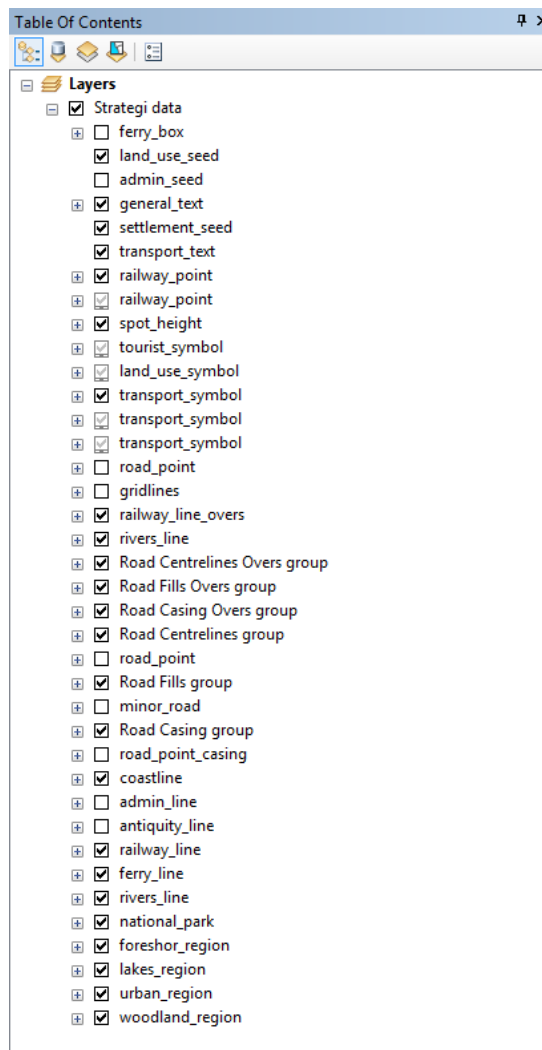 Table Of Contents
Layers
Strategi data
ferry_box
land_use_seed
admin_seed
general_text
settlement_seed
transport_text
railway_point
railway_point
spot_height
tourist_symbol
land_use_symbol
transport_symbol
transport_symbol
transport_symbol
road_point
gridlines
railway_line_overs
rivers_line
Road Centrelines Overs group
Road Fills Overs group
Road Casing Overs group
Road Centrelines group
road_point
Road Fills group
minor_road
Road Casing group
road_point_casing
coastline
admin_line
antiquity_line
railway_line
ferry_line
rivers_line
national_park
foreshor_region
lakes_region
urban_region
woodland_region